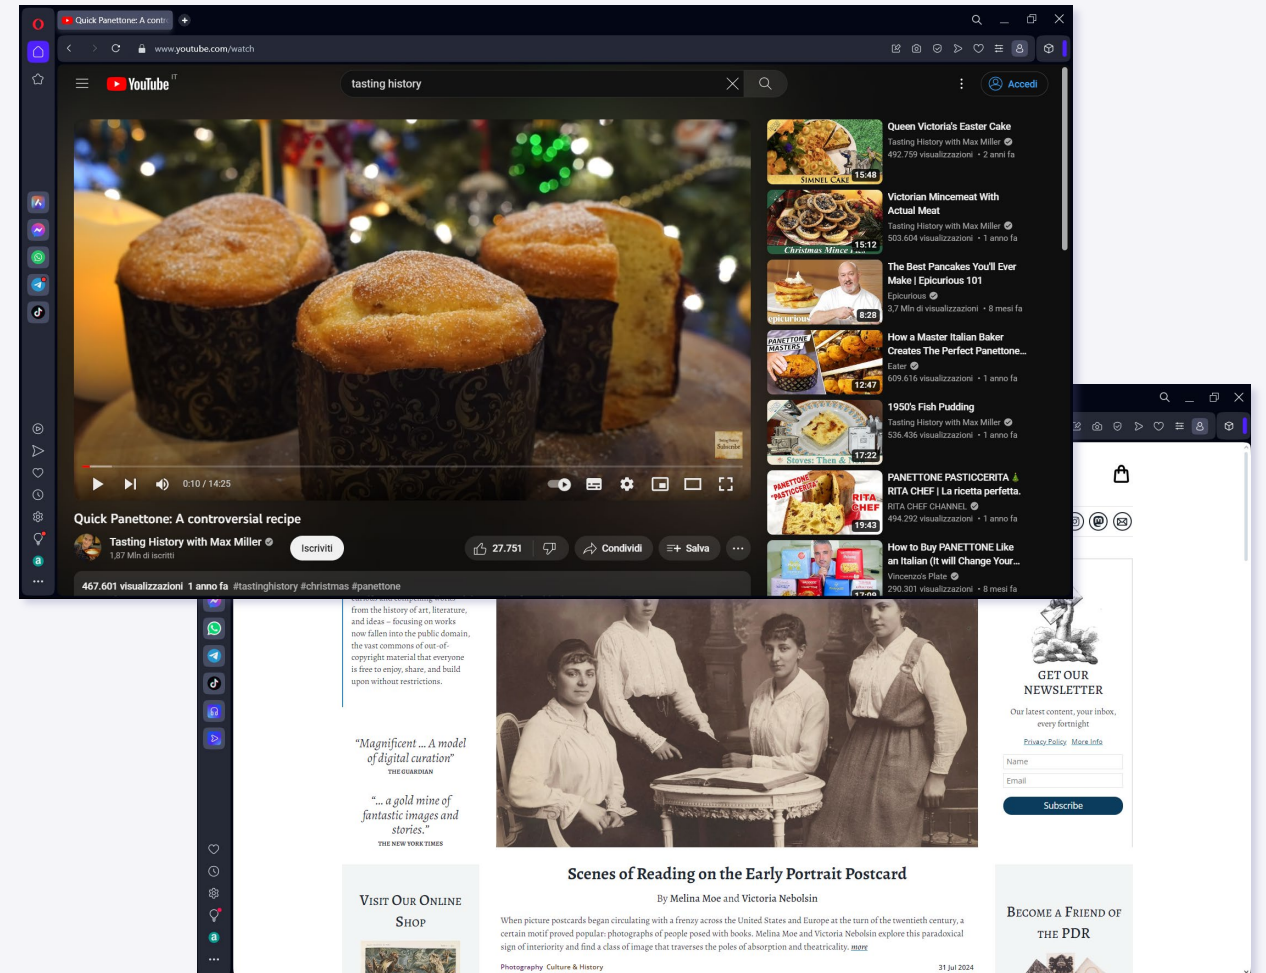 Quick Panettone: A contr
www.youtube.com/watch
YouTube IT
tasting history
Accedi
Subscribe
0:10 / 14:25
Quick Panettone: A controversial recipe
Tasting History with Max Miller
1,87 Mln di iscritti
Iscriviti
27.751
Condividi
Salva
467.601 visualizzazioni 1 anno fa #tastinghistory #christmas #panettone
SIMNEL CAKE
15:48
Queen Victoria's Easter Cake
Tasting History with Max Miller
492.759 visualizzazioni • 2 anni fa
Christmas Mince
15:12
Victorian Mincemeat With
Actual Meat
Tasting History with Max Miller
503.604 visualizzazioni • 1 anno fa
epicurious
8:28
The Best Pancakes You'll Ever
Make | Epicurious 101
Epicurious
3,7 Mln di visualizzazioni • 8 mesi fa
PANETTONE
MASTERS
12:47
How a Master Italian Baker
Creates The Perfect Panettone...
Eater
609.616 visualizzazioni • 1 anno fa
Stoves: Then &
17:22
1950's Fish Pudding
Tasting History with Max Miller
536.436 visualizzazioni • 1 anno fa
PANETTONE
"PASTICCERITA"
RITA
CHEF
19:43
PANETTONE PASTICCERITA🎄
RITA CHEF | La ricetta perfetta.
RITA CHEF CHANNEL
494.292 visualizzazioni • 1 anno fa
17:09
How to Buy PANETTONE Like
an Italian (It will Change Your...
Vincenzo's Plate
290.301 visualizzazioni • 8 mesi fa
from the history of art, literature,
and ideas – focusing on works
now fallen into the public domain,
the vast commons of out-of-
copyright material that everyone
is free to enjoy, share, and build
upon without restrictions.
“Magnificent ... A model
of digital curation”
THE GUARDIAN
“... a gold mine of
fantastic images and
stories.”
THE NEW YORK TIMES
VISIT OUR ONLINE
SHOP
Scenes of Reading on the Early Portrait Postcard
By Melina Moe and Victoria Nebolsin
When picture postcards began circulating with a frenzy across the United States and Europe at the turn of the twentieth century, a
certain motif proved popular: photographs of people posed with books. Melina Moe and Victoria Nebolsin explore this paradoxical
sign of interiority and find a class of image that traverses the poles of absorption and theatricality. more
Photography Culture & History
31 Jul 2024
GET OUR
NEWSLETTER
Our latest content, your inbox,
every fortnight
Privacy Policy More Info
Name
Email
Subscribe
BECOME A FRIEND OF
THE PDR